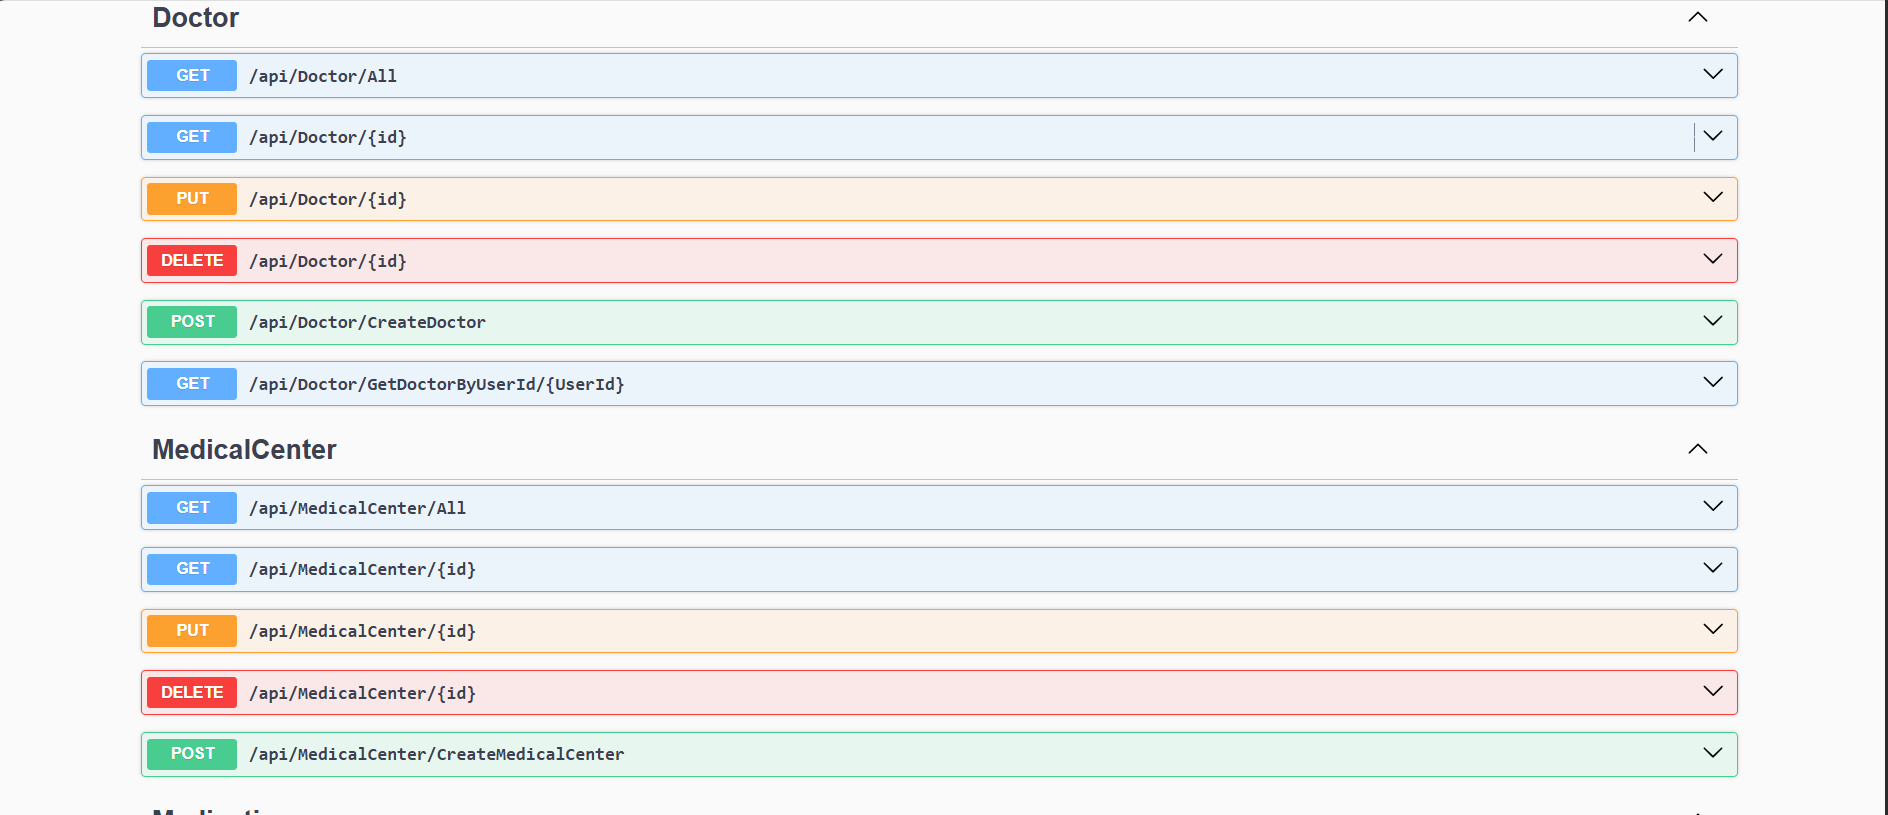 Doctor
GET /api/Doctor/All
GET /api/Doctor/{id}
PUT /api/Doctor/{id}
DELETE /api/Doctor/{id}
POST /api/Doctor/CreateDoctor
GET /api/Doctor/GetDoctorByUserId/{UserId}
MedicalCenter
GET /api/MedicalCenter/All
GET /api/MedicalCenter/{id}
PUT /api/MedicalCenter/{id}
DELETE /api/MedicalCenter/{id}
POST /api/MedicalCenter/CreateMedicalCenter